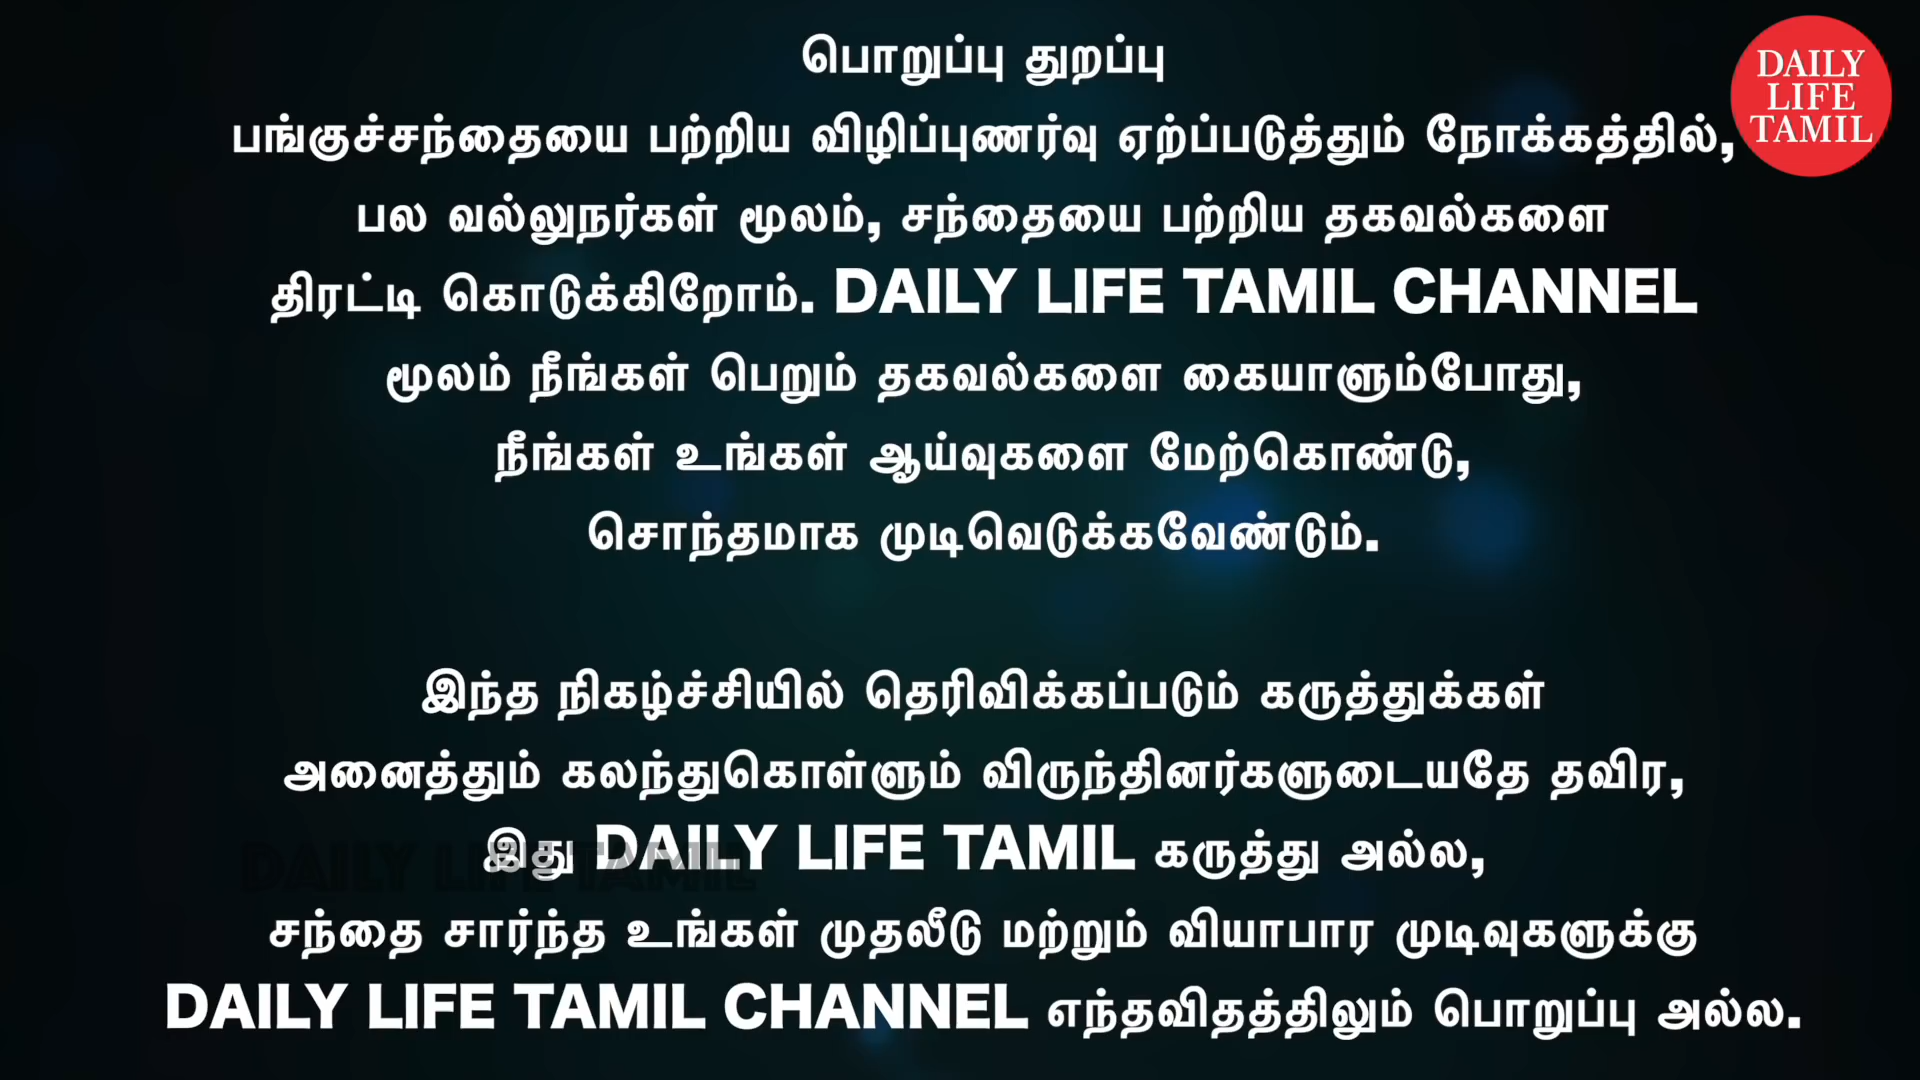 பொறுப்பு துறப்பு
பங்குச்சந்தையை பற்றிய விழிப்புணர்வு ஏற்ப்படுத்தும் நோக்கத்தில்,
பல வல்லுநர்கள் மூலம், சந்தையை பற்றிய தகவல்களை
திரட்டி கொடுக்கிறோம். DAILY LIFE TAMIL CHANNEL
மூலம் நீங்கள் பெறும் தகவல்களை கையாளும்போது,
நீங்கள் உங்கள் ஆய்வுகளை மேற்கொண்டு,
சொந்தமாக முடிவெடுக்கவேண்டும்.
இந்த நிகழ்ச்சியில் தெரிவிக்கப்படும் கருத்துக்கள்
அனைத்தும் கலந்துகொள்ளும் விருந்தினர்களுடையதே தவிர,
இது DAILY LIFE TAMIL கருத்து அல்ல,
சந்தை சார்ந்த உங்கள் முதலீடு மற்றும் வியாபார முடிவுகளுக்கு
DAILY LIFE TAMIL CHANNEL எந்தவிதத்திலும் பொறுப்பு அல்ல.
DAILY
LIFE
TAMIL
DAILY LIFE TAMIL